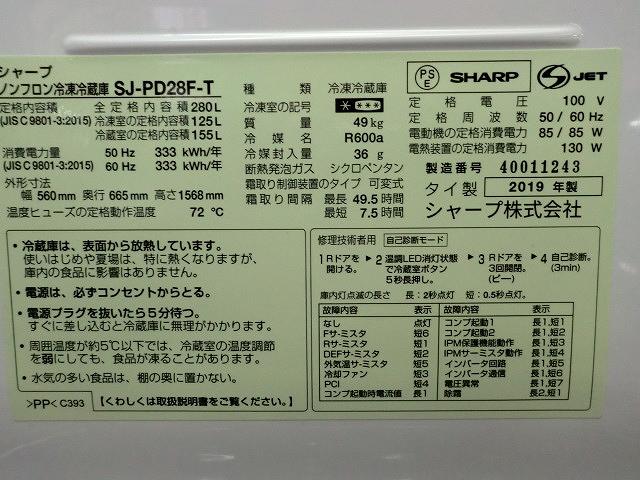 シャープ
ノンフロン冷凍冷蔵庫 SJ-PD28F-T
定格内容積 全定格内容積 280L
(JIS C 9801-3:2015) 冷凍室の定格内容積 125L
冷蔵室の定格内容積 155L
消費電力量 50 Hz 333 kWh/年
(JIS C 9801-3:2015) 60 Hz 333 kWh/年
外形寸法
幅 560mm 奥行 665mm 高さ1568mm
温度ヒューズの定格動作温度 72 ℃
種類 冷凍冷蔵庫
冷凍室の記号
質量 49kg
冷媒 R600a
冷媒封入量 36 g
断熱発泡ガス シクロペンタン
霜取り制御装置のタイプ 可変式
霜取り間隔 最長 49.5時間
最短 7.5時間
PS E SHARP S JET
定格電圧 100 V
定格周波数 50/60 Hz
電動機の定格消費電力 85/85 W
電熱装置の定格消費電力 130 W
製造番号 40011243
タイ製 2019 年製
シャープ株式会社
・冷蔵庫は、表面から放熱しています。
使いはじめや夏場は、特に熱くなりますが、
庫内の食品に影響はありません。
・電源は、必ずコンセントからとる。
・電源プラグを抜いたら5分待つ。
すぐに差し込むと冷蔵庫に無理がかかります。
・周囲温度が約5℃以下では、冷蔵室の温度調節
を弱にしても、食品が凍ることがあります。
・水気の多い食品は、棚の奥に置かない。
>PP< C393 【くわしくは取扱説明書をご覧ください。】
修理技術者用 自己診断モード
1 Rドアを開ける。
2 温調LED消灯状態で冷蔵室ボタン5秒長押し。
3 Rドアを3回開閉。(ピー)
4 自己診断。(3min)
庫内灯点滅の長さ 長：2秒点灯 短：0.5秒点灯
故障内容 表示 故障内容 表示
なし 点灯 コンプ起動1 長1,短1
Fサーミスタ 短6 コンプ起動2 長1,短2
Rサーミスタ 短1 IPM保護機能動作 長1,短3
DEFサーミスタ 短2 IPMサーミスタ動作 長1,短4
外気温サーミスタ 短5 インバータ回路 長1,短5
冷却ファン 短3 インバータ通信 長1,短6
PCI 短4 電圧異常 長1,短7
コンプ起動時電流値 長1 除霜 長2,短1